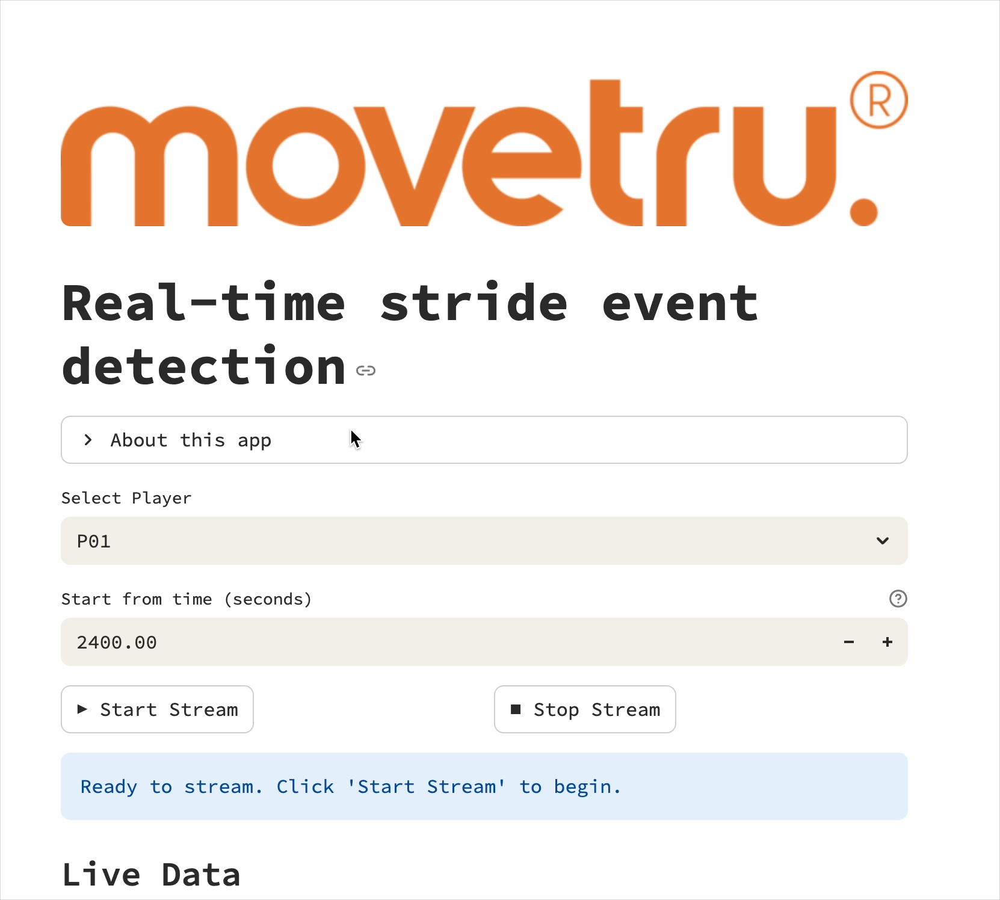 movetru.®
Real-time stride event
detection
About this app
Select Player
P01
Start from time (seconds)
2400.00
− +
▶ Start Stream
■ Stop Stream
Ready to stream. Click 'Start Stream' to begin.
Live Data